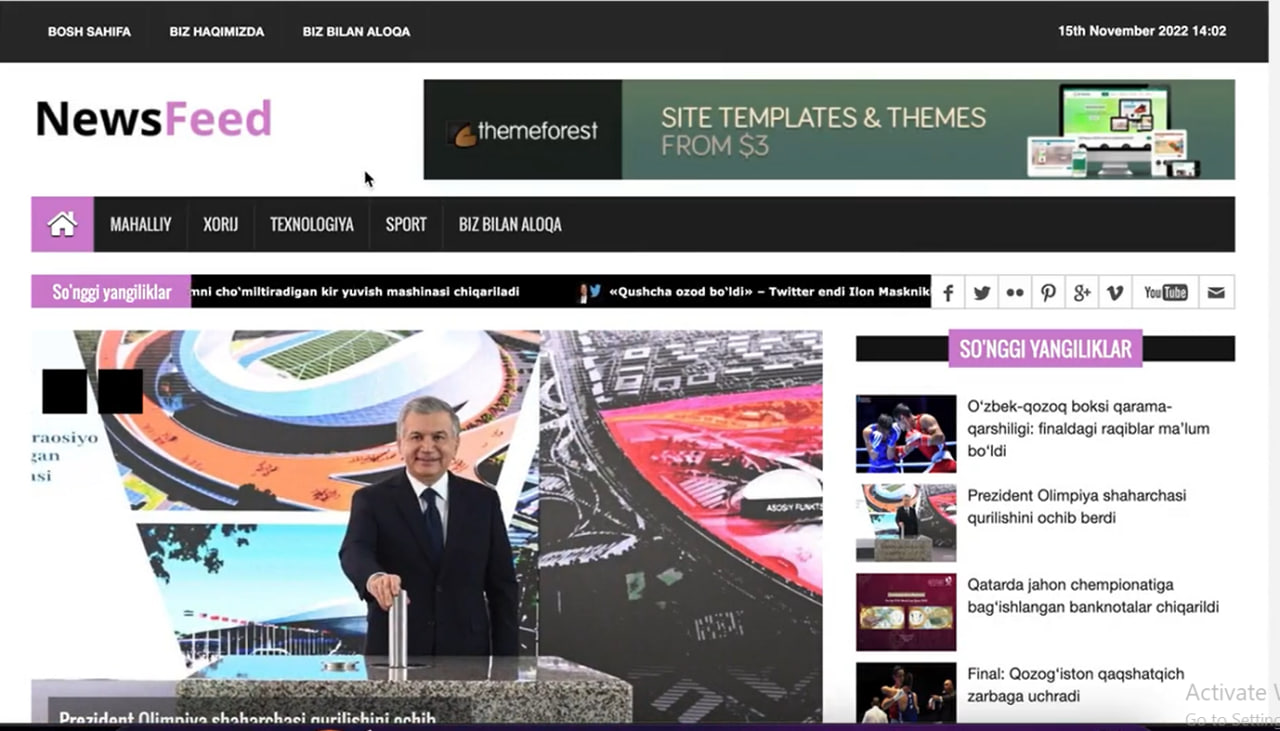 BOSH SAHIFA BIZ HAQIMIZDA BIZ BILAN ALOQA 15th November 2022 14:02
NewsFeed
themeforest
SITE TEMPLATES & THEMES
FROM $3
MAHALLIY XORIJ TEXNOLOGIYA SPORT BIZ BILAN ALOQA
So'nggi yangiliklar mni cho‘miltiradigan kir yuvish mashinasi chiqariladi «Qushcha ozod bo‘ldi» – Twitter endi Ilon Masknik
You Tube
SO'NGGI YANGILIKLAR
raosiyo
gan
asi
ASOSIY FUNKTS
O‘zbek-qozoq boksi qarama-
qarshiligi: finaldagi raqiblar ma’lum
bo‘ldi
Prezident Olimpiya shaharchasi
qurilishini ochib berdi
Qatarda jahon chempionatiga
bag‘ishlangan banknotalar chiqarildi
Final: Qozog‘iston qaqshatqich
zarbaga uchradi
Prezident Olimpiya shaharchasi qurilishini ochib
Activate
Go to Setting